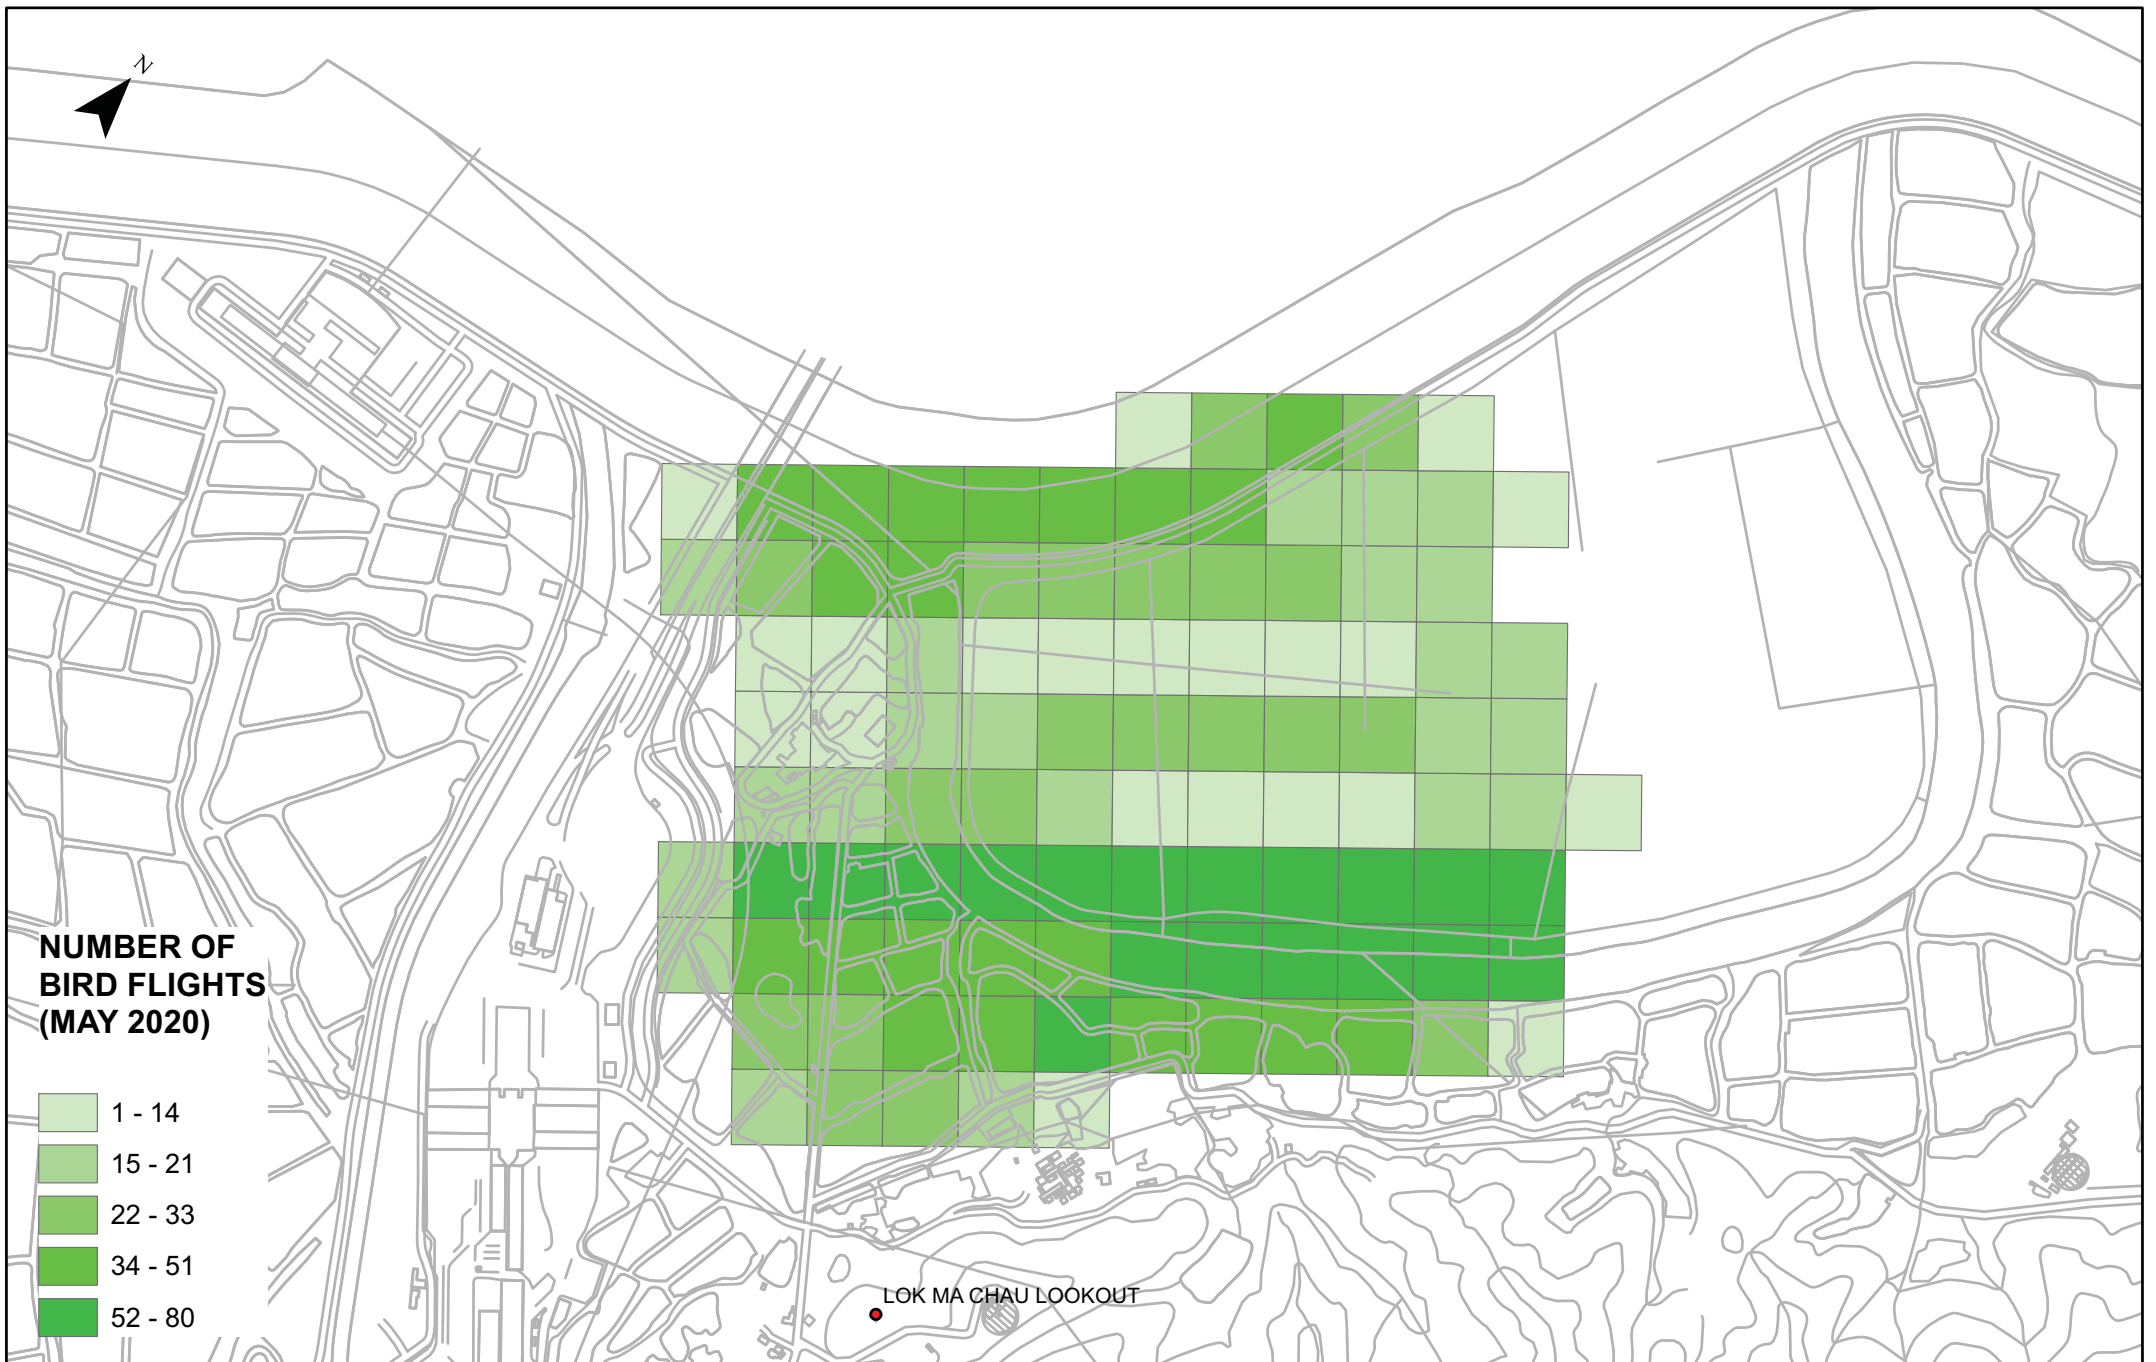 N
NUMBER OF
BIRD FLIGHTS
(MAY 2020)
1 - 14
15 - 21
22 - 33
34 - 51
52 - 80
LOK MA CHAU LOOKOUT